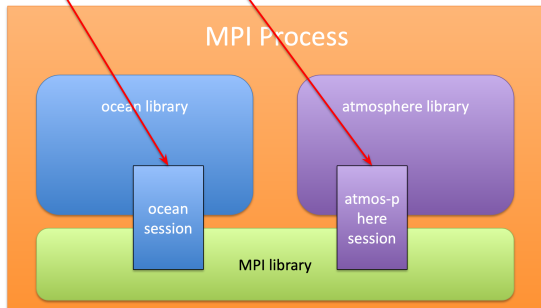 MPI Process
ocean library
atmosphere library
ocean
session
atmos-p
here
session
MPI library